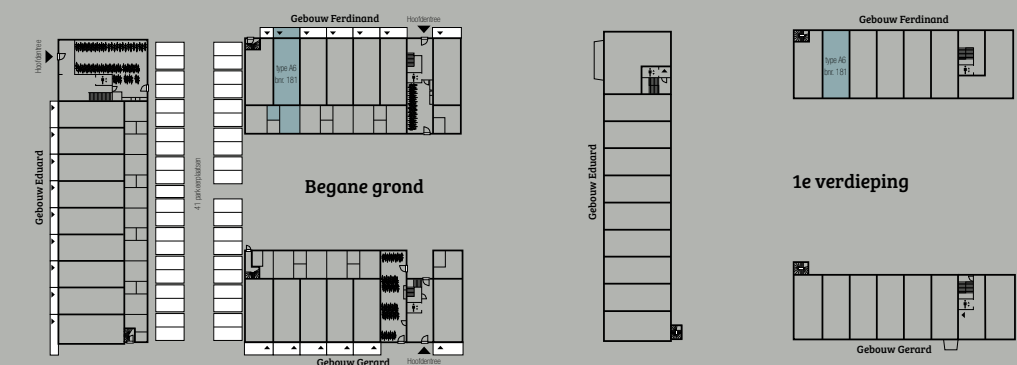 Gebouw Ferdinand
Hoofdentree
Hoofdentree
type A6
bnr. 181
Gebouw Eduard
41 parkeerplaatsen
Begane grond
Gebouw Gerard
Hoofdentree
Gebouw Ferdinand
type A6
bnr. 181
Gebouw Eduard
1e verdieping
Gebouw Gerard